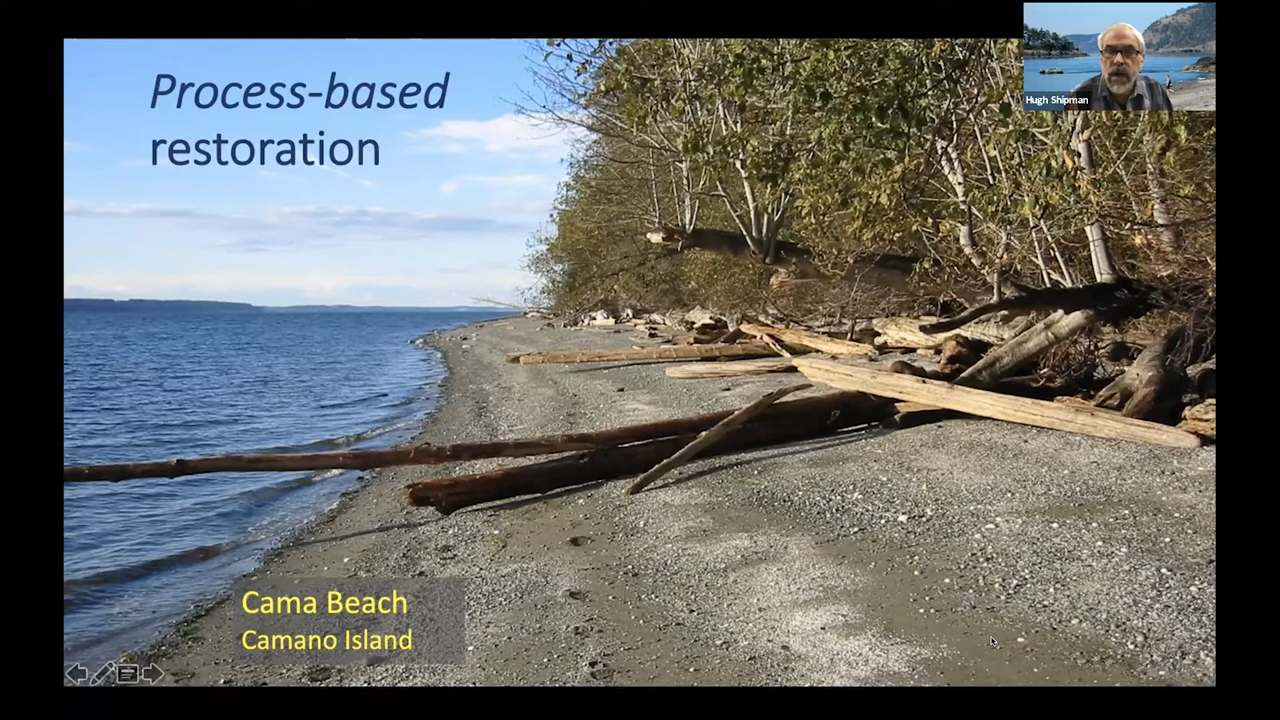 Process-based
restoration
Hugh Shipman
Cama Beach
Camano Island